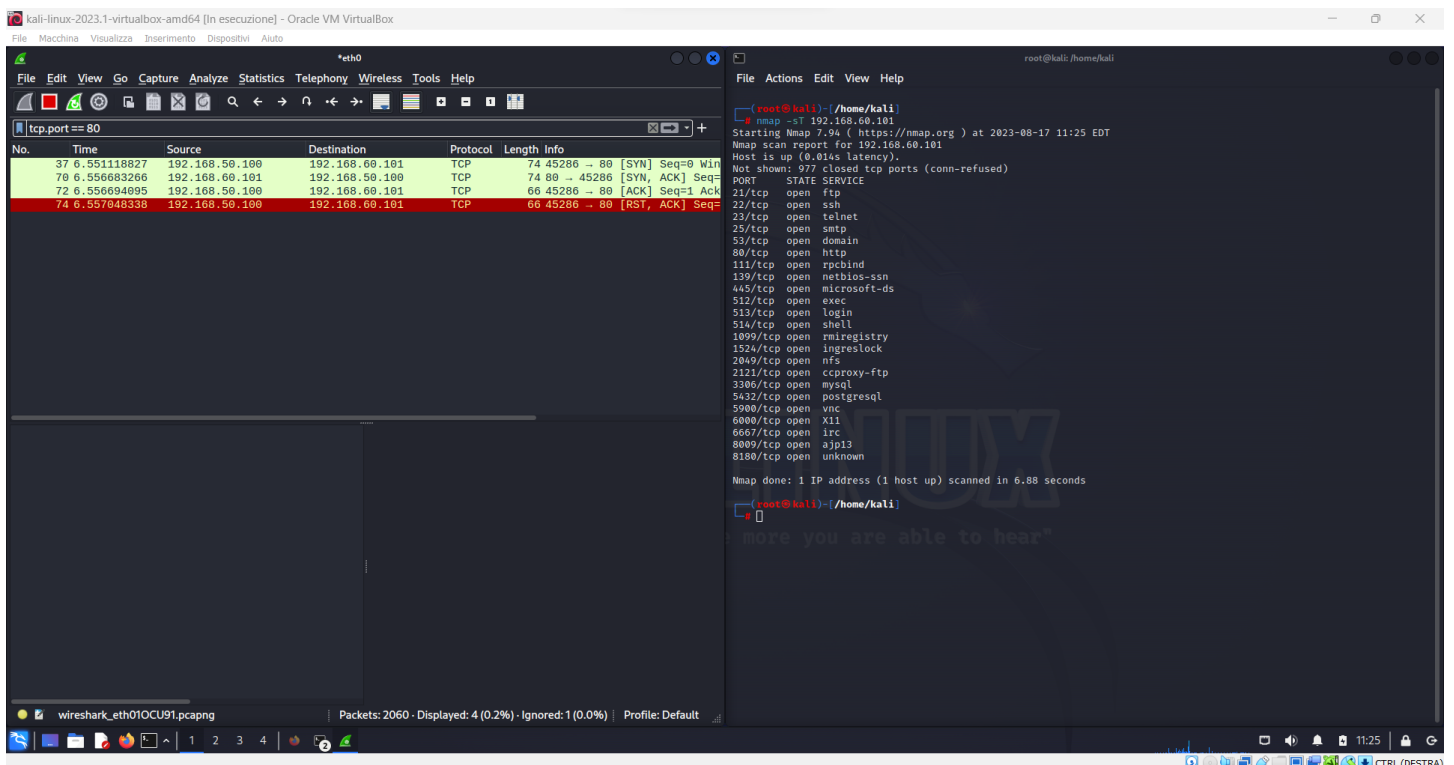 kali-linux-2023.1-virtualbox-amd64 [In esecuzione] - Oracle VM VirtualBox
File Macchina Visualizza Inserimento Dispositivi Aiuto
*eth0
File Edit View Go Capture Analyze Statistics Telephony Wireless Tools Help
tcp.port == 80
No. Time Source Destination Protocol Length Info
37 6.551118827 192.168.50.100 192.168.60.101 TCP 74 45286 → 80 [SYN] Seq=0 Win
70 6.556683266 192.168.60.101 192.168.50.100 TCP 74 80 → 45286 [SYN, ACK] Seq=
72 6.556694095 192.168.50.100 192.168.60.101 TCP 66 45286 → 80 [ACK] Seq=1 Ack
74 6.557048338 192.168.50.100 192.168.60.101 TCP 66 45286 → 80 [RST, ACK] Seq=
wireshark_eth01OCU91.pcapng
Packets: 2060 · Displayed: 4 (0.2%) · Ignored: 1 (0.0%)
Profile: Default
root@kali: /home/kali
File Actions Edit View Help
┌──(root㉿kali)-[/home/kali]
└─# nmap -sT 192.168.60.101
Starting Nmap 7.94 ( https://nmap.org ) at 2023-08-17 11:25 EDT
Nmap scan report for 192.168.60.101
Host is up (0.014s latency).
Not shown: 977 closed tcp ports (conn-refused)
PORT STATE SERVICE
21/tcp open ftp
22/tcp open ssh
23/tcp open telnet
25/tcp open smtp
53/tcp open domain
80/tcp open http
111/tcp open rpcbind
139/tcp open netbios-ssn
445/tcp open microsoft-ds
512/tcp open exec
513/tcp open login
514/tcp open shell
1099/tcp open rmiregistry
1524/tcp open ingreslock
2049/tcp open nfs
2121/tcp open ccproxy-ftp
3306/tcp open mysql
5432/tcp open postgresql
5900/tcp open vnc
6000/tcp open X11
6667/tcp open irc
8009/tcp open ajp13
8180/tcp open unknown
Nmap done: 1 IP address (1 host up) scanned in 6.88 seconds
┌──(root㉿kali)-[/home/kali]
└─#
LINUX
more you are able to hear"
1 2 3 4
2
11:25
CTRL (DESTRA)